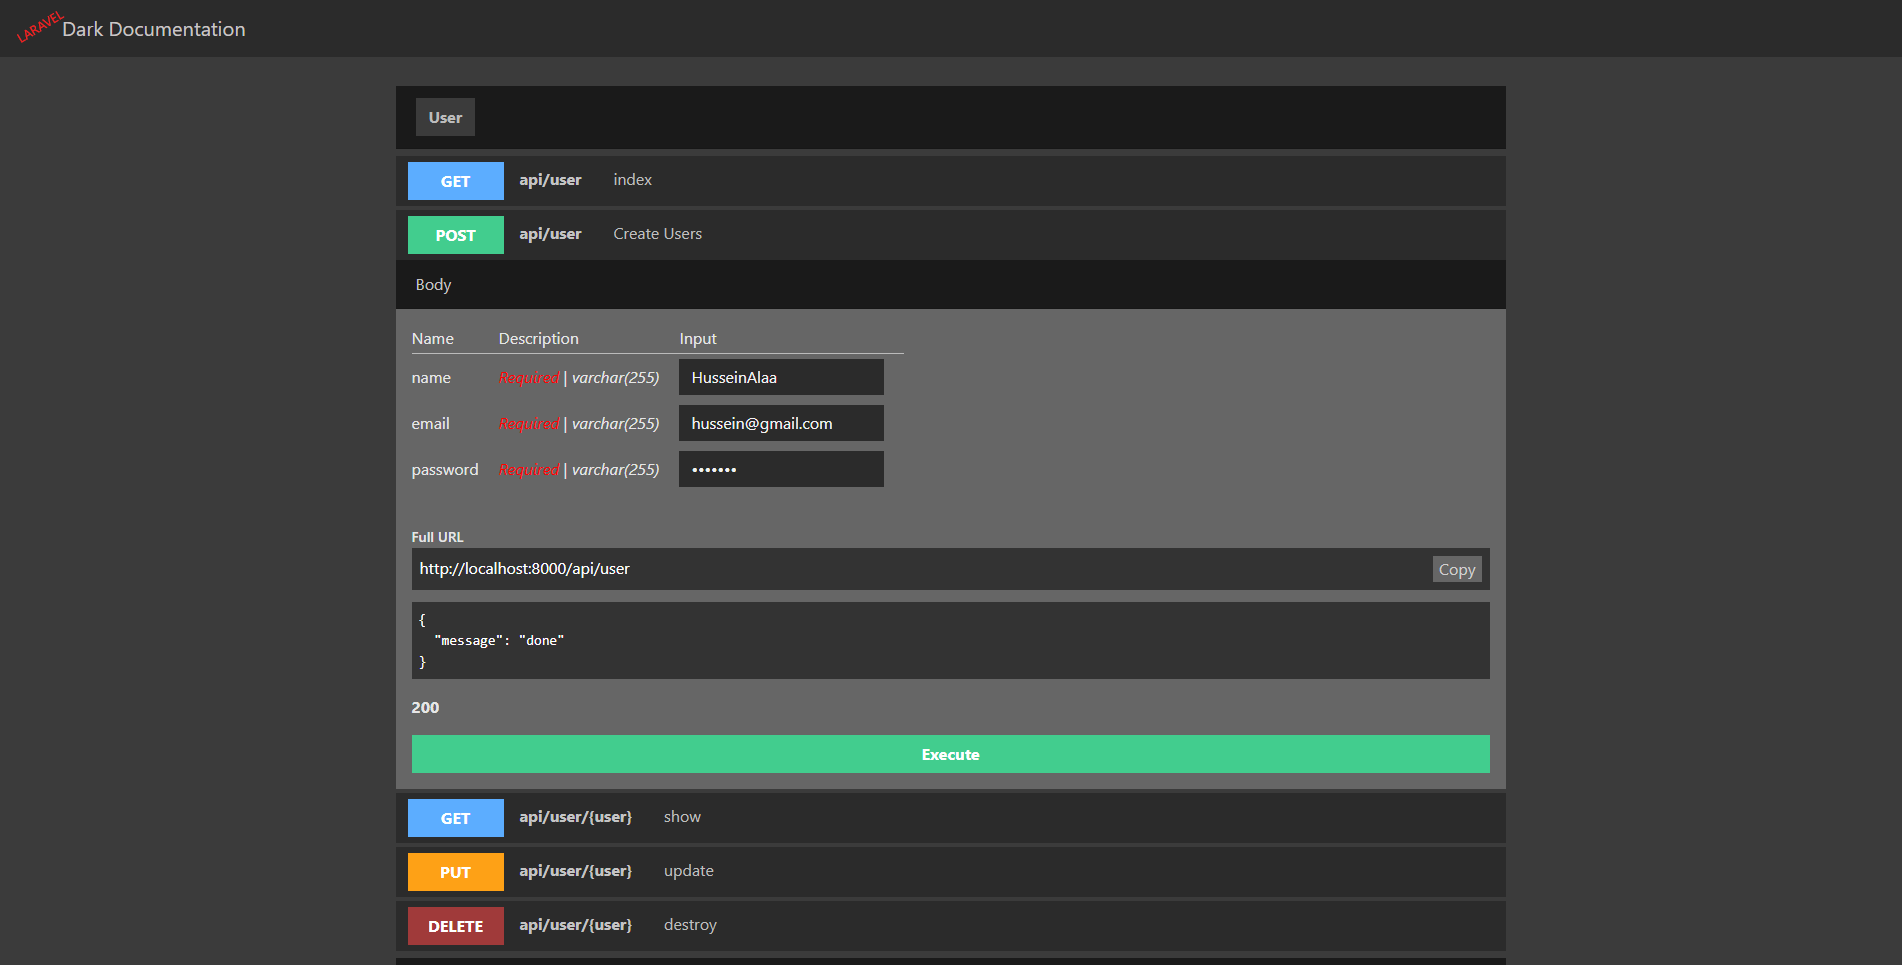 LARAVEL Dark Documentation
User
GET api/user index
POST api/user Create Users
Body
Name Description Input
name Required | varchar(255) HusseinAlaa
email Required | varchar(255) hussein@gmail.com
password Required | varchar(255) •••••••
Full URL
http://localhost:8000/api/user Copy
{
"message": "done"
}
200
Execute
GET api/user/{user} show
PUT api/user/{user} update
DELETE api/user/{user} destroy